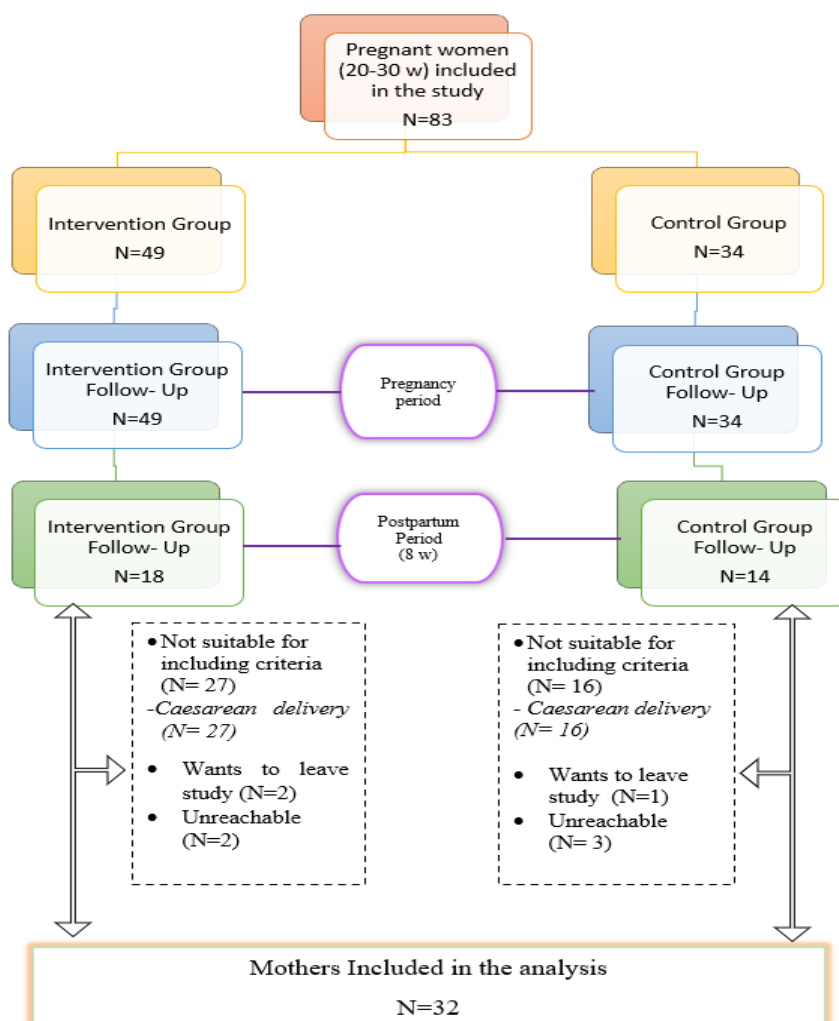 Pregnant women
(20-30 w) included
in the study
N=83
Intervention Group
N=49
Control Group
N=34
Intervention Group
Follow- Up
N=49
Pregnancy
period
Control Group
Follow- Up
N=34
Intervention Group
Follow- Up
N=18
Postpartum
Period
(8 w)
Control Group
Follow- Up
N=14
• Not suitable for
including criteria
(N= 27)
-Caesarean delivery
(N= 27)
• Wants to leave
study (N=2)
• Unreachable
(N=2)
• Not suitable for
including criteria
(N= 16)
- Caesarean delivery
(N= 16)
• Wants to leave
study (N=1)
• Unreachable
(N= 3)
Mothers Included in the analysis
N=32